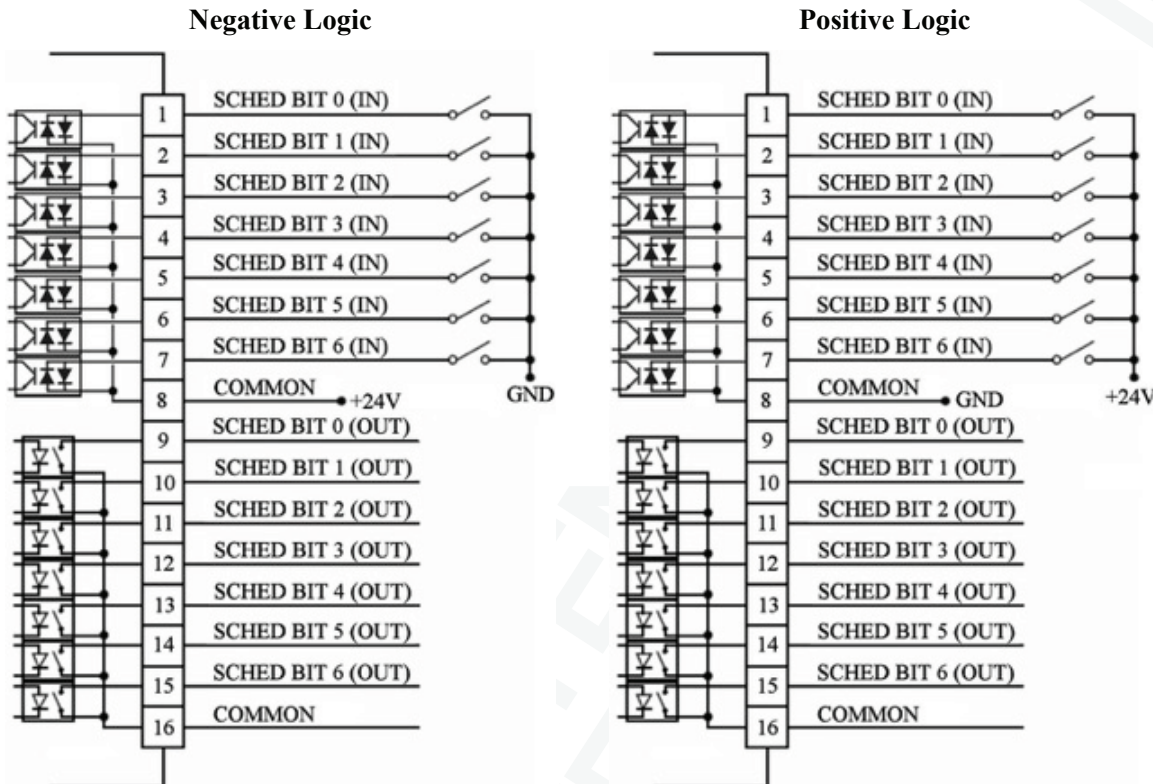 Negative Logic
1 SCHED BIT 0 (IN)
2 SCHED BIT 1 (IN)
3 SCHED BIT 2 (IN)
4 SCHED BIT 3 (IN)
5 SCHED BIT 4 (IN)
6 SCHED BIT 5 (IN)
7 SCHED BIT 6 (IN)
8 COMMON +24V GND
9 SCHED BIT 0 (OUT)
10 SCHED BIT 1 (OUT)
11 SCHED BIT 2 (OUT)
12 SCHED BIT 3 (OUT)
13 SCHED BIT 4 (OUT)
14 SCHED BIT 5 (OUT)
15 SCHED BIT 6 (OUT)
16 COMMON
Positive Logic
1 SCHED BIT 0 (IN)
2 SCHED BIT 1 (IN)
3 SCHED BIT 2 (IN)
4 SCHED BIT 3 (IN)
5 SCHED BIT 4 (IN)
6 SCHED BIT 5 (IN)
7 SCHED BIT 6 (IN)
8 COMMON GND +24V
9 SCHED BIT 0 (OUT)
10 SCHED BIT 1 (OUT)
11 SCHED BIT 2 (OUT)
12 SCHED BIT 3 (OUT)
13 SCHED BIT 4 (OUT)
14 SCHED BIT 5 (OUT)
15 SCHED BIT 6 (OUT)
16 COMMON